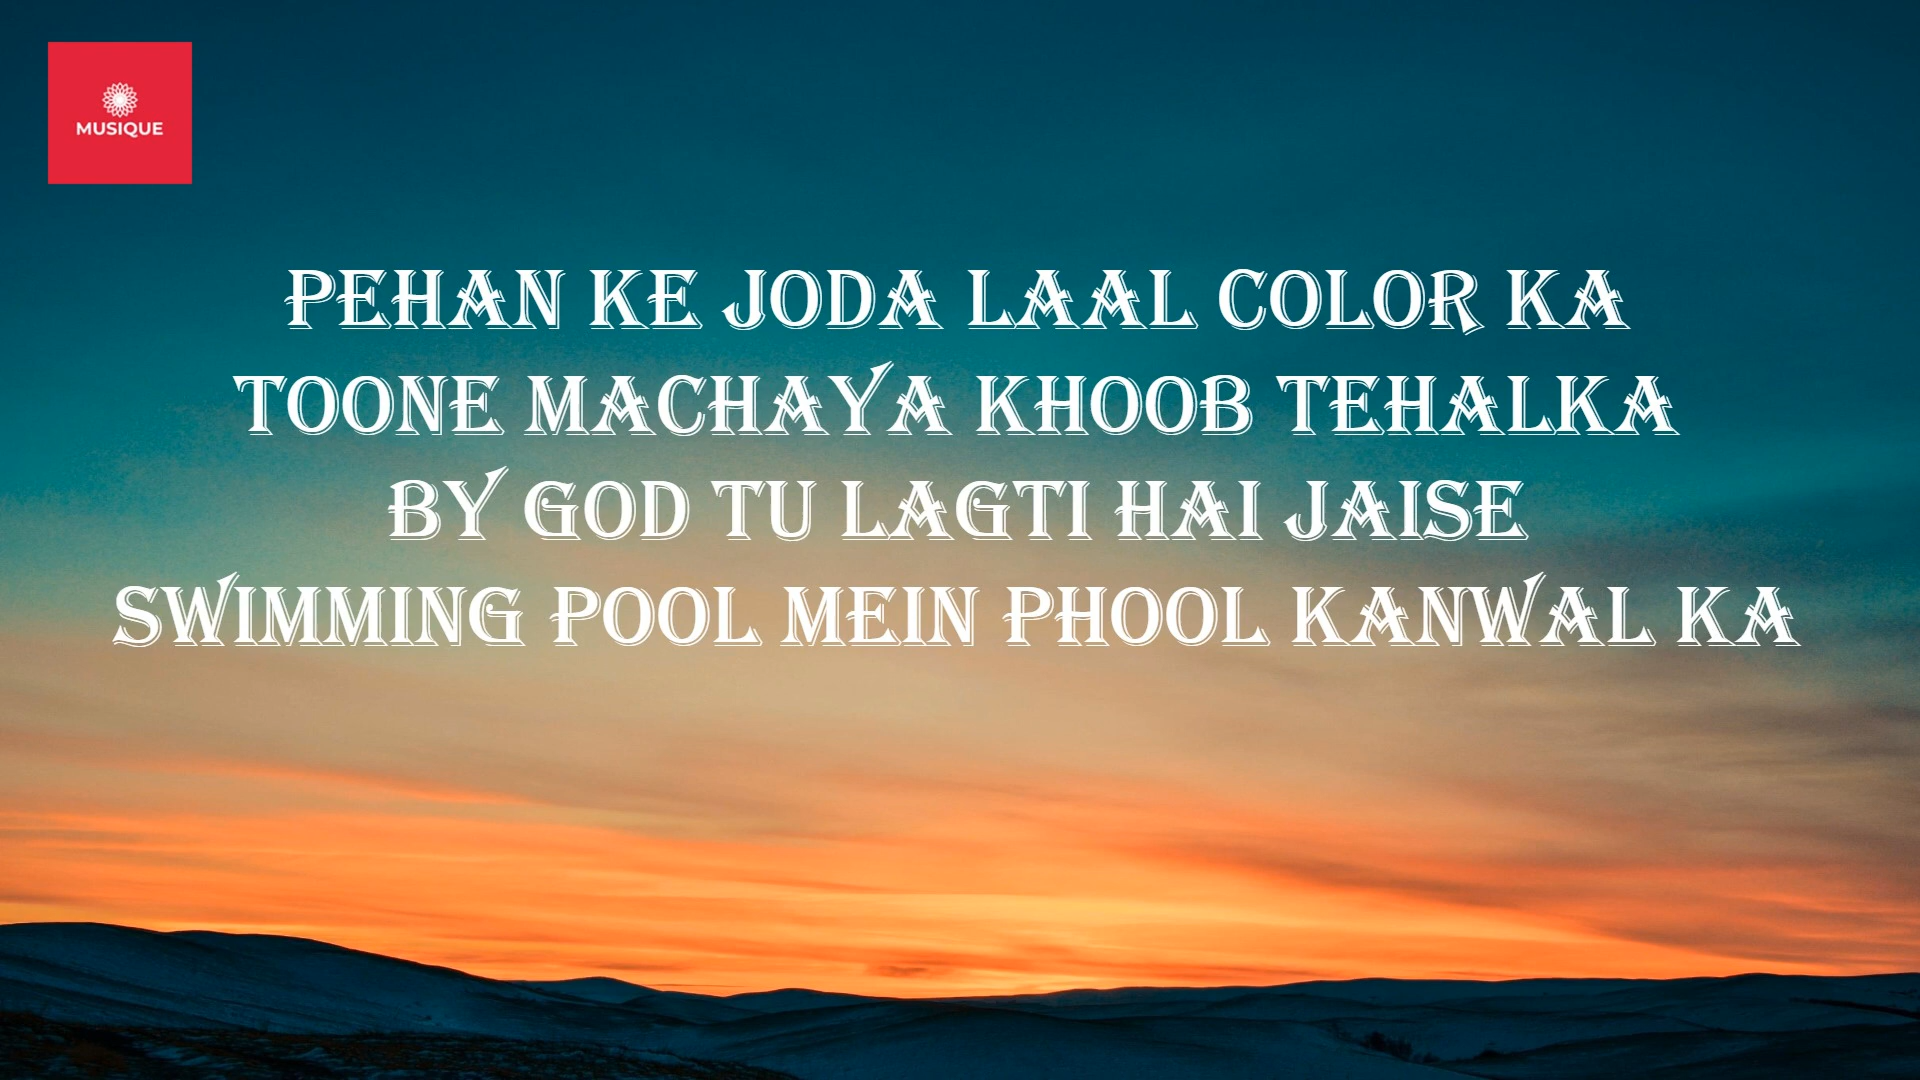 MUSIQUE
PEHAN KE JODA LAAL COLOR KA
TOONE MACHAYA KHOOB TEHALKA
BY GOD TU LAGTI HAI JAISE
SWIMMING POOL MEIN PHOOL KANWAL KA